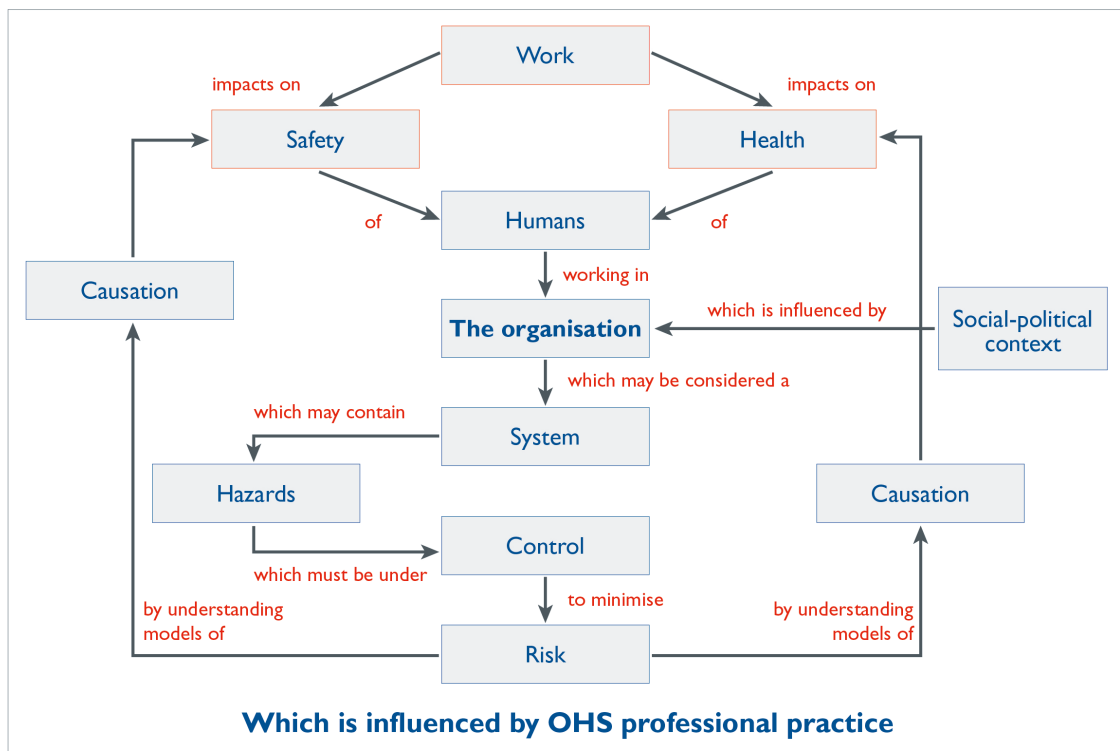 Work
impacts on
impacts on
Safety
Health
of
Humans
of
working in
Causation
The organisation
which is influenced by
Social-political
context
which may be considered a
which may contain
System
Hazards
Causation
Control
which must be under
to minimise
by understanding
models of
by understanding
models of
Risk
Which is influenced by OHS professional practice